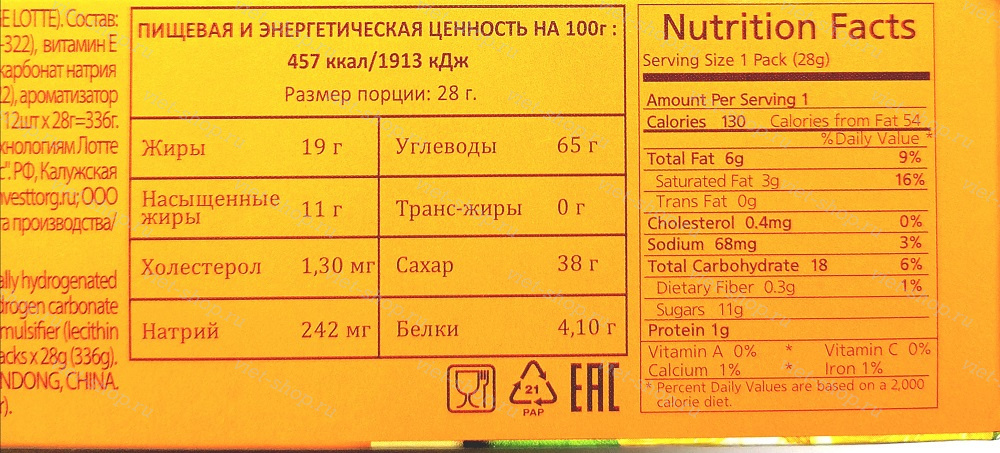 GE LOTTE). Состав:
-322), витамин Е
карбонат натрия
22), ароматизатор
12шт х 28г=336г.
хнологиям Лотте
с". РФ, Калужская
nvesttorg.ru; ООО
та производства/
ally hydrogenated
drogen carbonate
mulsifier (lecithin
acks x 28g (336g).
NDONG, CHINA.
r).
ПИЩЕВАЯ И ЭНЕРГЕТИЧЕСКАЯ ЦЕННОСТЬ НА 100г :
457 ккал/1913 кДж
Размер порции: 28 г.
Жиры 19 г Углеводы 65 г
Насыщенные жиры 11 г Транс-жиры 0 г
Холестерол 1,30 мг Сахар 38 г
Натрий 242 мг Белки 4,10 г
21
PAP
EAC
Nutrition Facts
Serving Size 1 Pack (28g)
Amount Per Serving 1
Calories 130 Calories from Fat 54
%Daily Value *
Total Fat 6g 9%
Saturated Fat 3g 16%
Trans Fat 0g
Cholesterol 0.4mg 0%
Sodium 68mg 3%
Total Carbohydrate 18 6%
Dietary Fiber 0.3g 1%
Sugars 11g
Protein 1g
Vitamin A 0% * Vitamin C 0%
Calcium 1% * Iron 1%
* Percent Daily Values are based on a 2,000
calorie diet.
viet-shop.ru